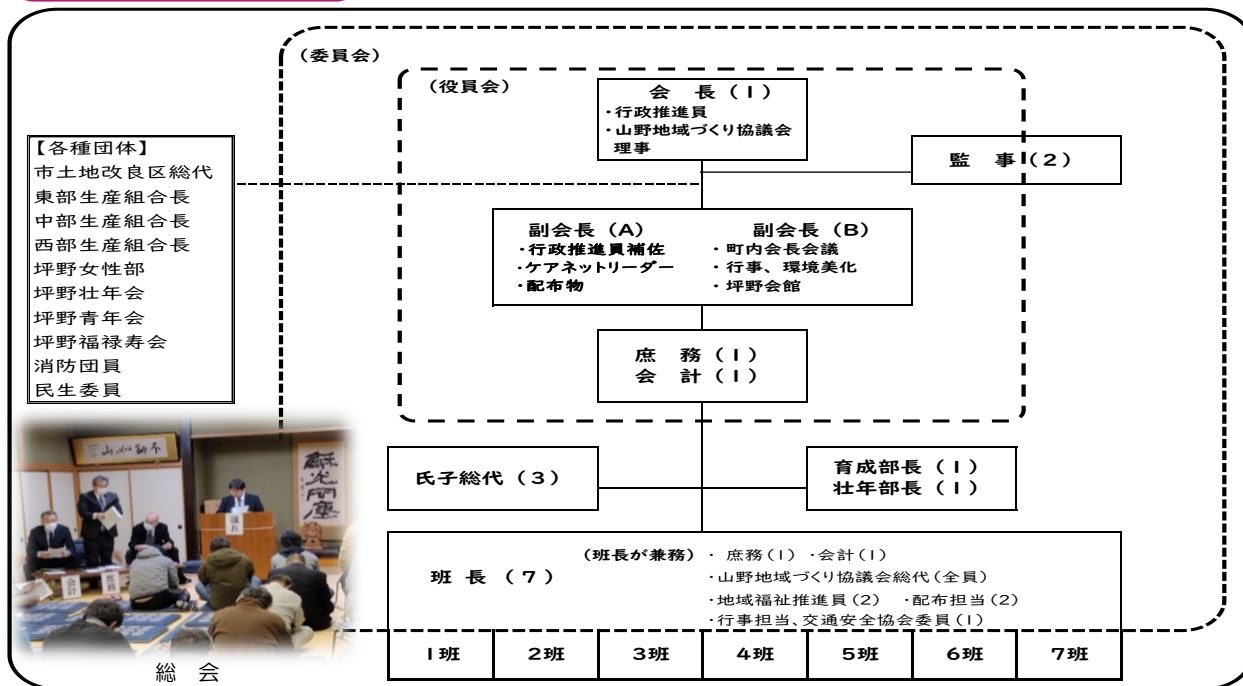 (委員会)
(役員会)
会 長 (1)
・行政推進員
・山野地域づくり協議会
理事
監 事 (2)
【各種団体】
市土地改良区総代
東部生産組合長
中部生産組合長
西部生産組合長
坪野女性部
坪野壮年会
坪野青年会
坪野福禄寿会
消防団員
民生委員
副会長 (A)
・行政推進員補佐
・ケアネットリーダー
・配布物
副会長 (B)
・町内会長会議
・行事、環境美化
・坪野会館
庶 務 (1)
会 計 (1)
氏子総代 (3)
育成部長 (1)
壮年部長 (1)
班 長 (7)
(班長が兼務) ・ 庶務(1) ・会計(1)
・山野地域づくり協議会総代(全員)
・地域福祉推進員(2) ・配布担当(2)
・行事担当、交通安全協会委員(1)
1班 2班 3班 4班 5班 6班 7班
議長
会計
庶務
総 会